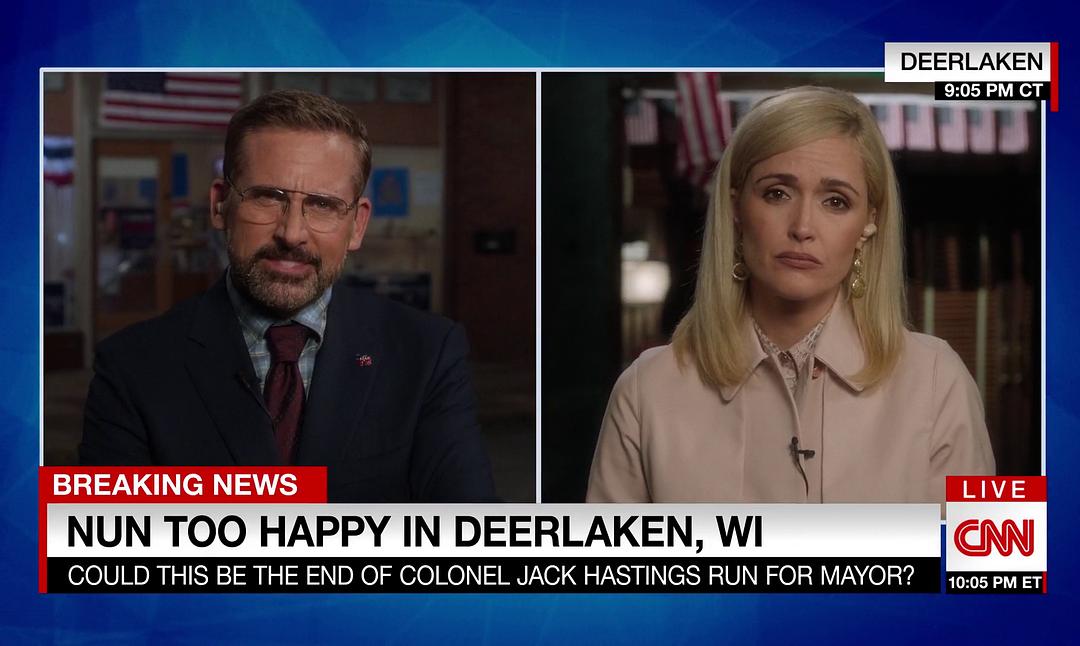 DEERLAKEN
9:05 PM CT
BREAKING NEWS
NUN TOO HAPPY IN DEERLAKEN, WI
COULD THIS BE THE END OF COLONEL JACK HASTINGS RUN FOR MAYOR?
LIVE
CNN
10:05 PM ET